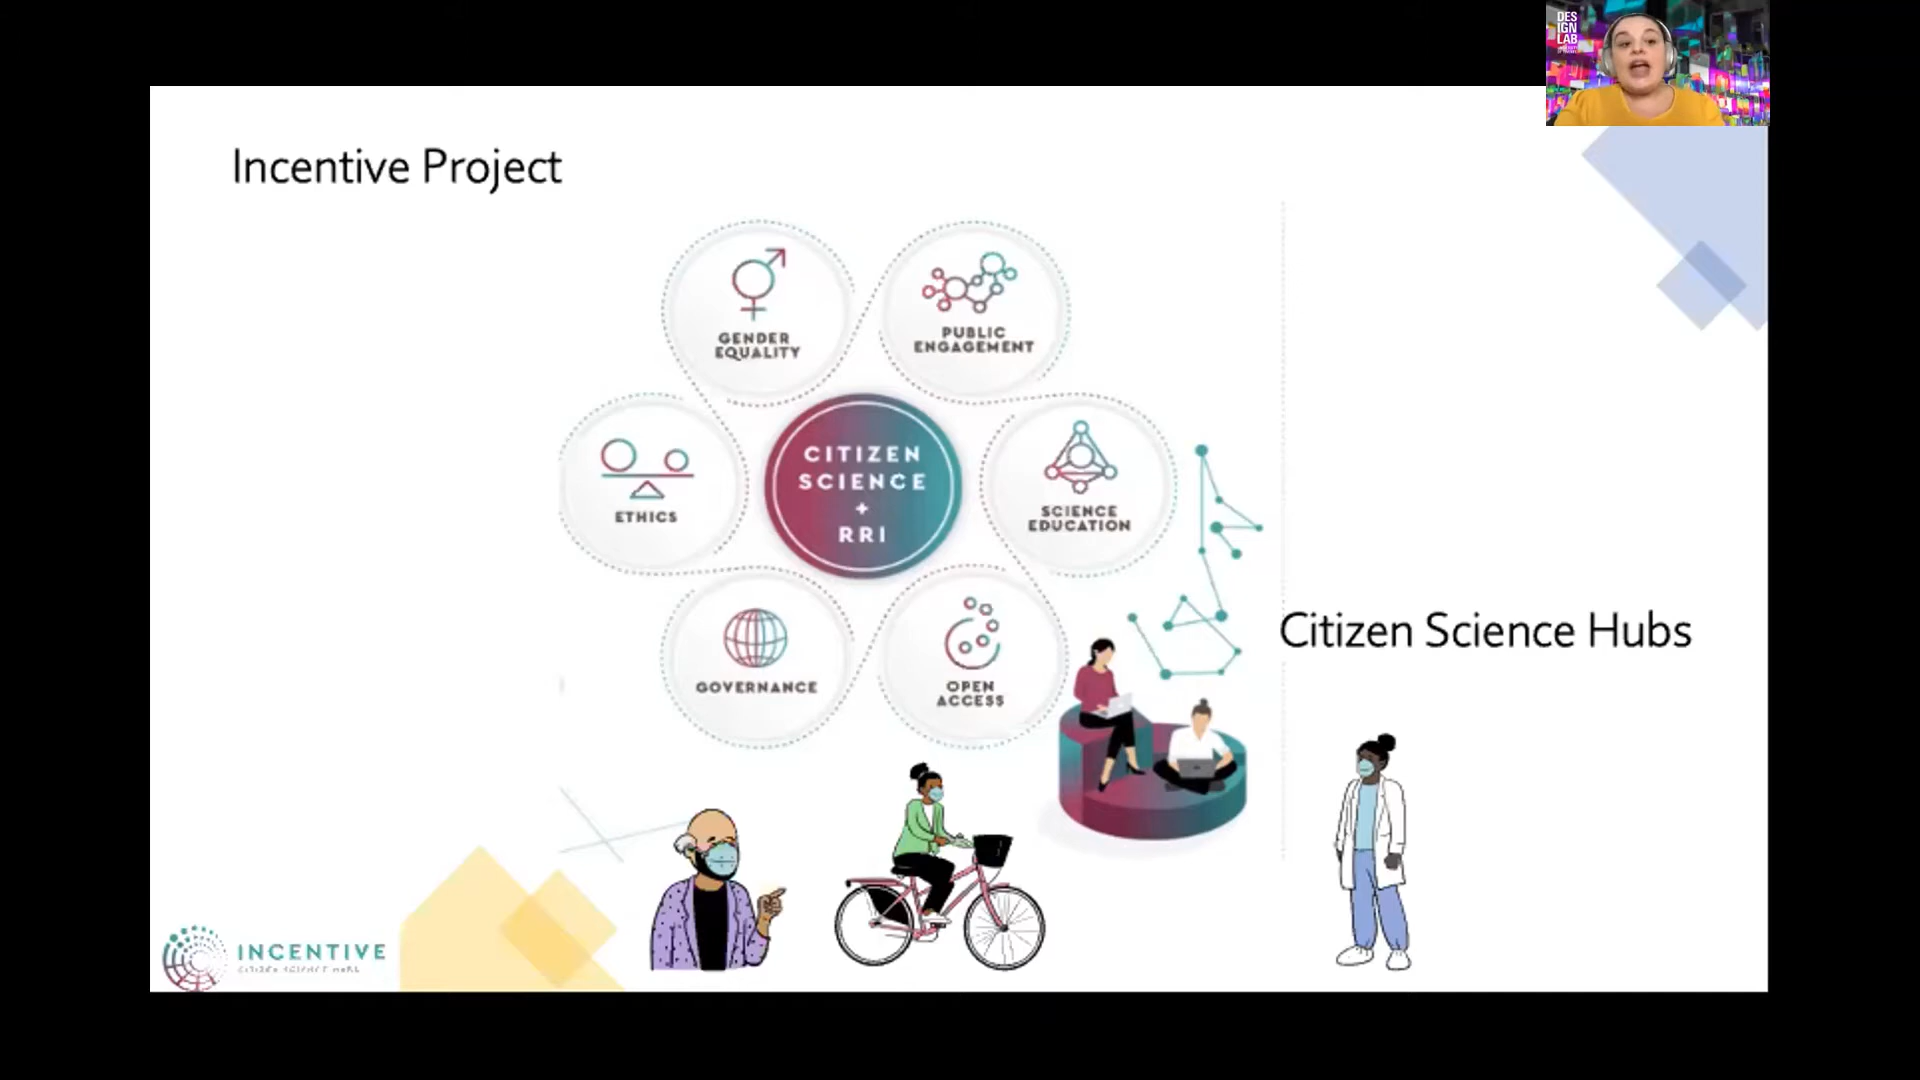 DES
IGN
LAB
Incentive Project
GENDER
EQUALITY
PUBLIC
ENGAGEMENT
ETHICS
CITIZEN
SCIENCE
+
RRI
SCIENCE
EDUCATION
GOVERNANCE
OPEN
ACCESS
Citizen Science Hubs
INCENTIVE